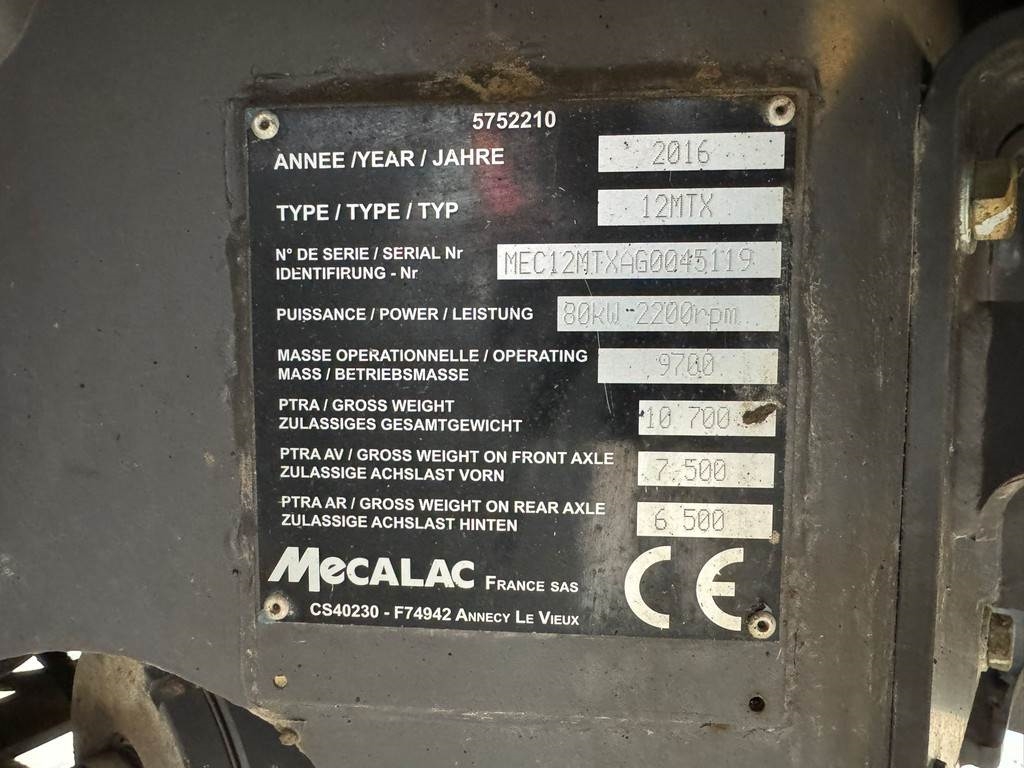 5752210
ANNEE /YEAR / JAHRE 2016
TYPE / TYPE / TYP 12MTX
N° DE SERIE / SERIAL Nr
IDENTIFIRUNG - Nr MEC12MTXAG0045119
PUISSANCE / POWER / LEISTUNG 80kW-2200rpm
MASSE OPERATIONNELLE / OPERATING
MASS / BETRIEBSMASSE 9700
PTRA / GROSS WEIGHT
ZULASSIGES GESAMTGEWICHT 10 700
PTRA AV / GROSS WEIGHT ON FRONT AXLE
ZULASSIGE ACHSLAST VORN 7 500
PTRA AR / GROSS WEIGHT ON REAR AXLE
ZULASSIGE ACHSLAST HINTEN 6 500
MECALAC FRANCE SAS CE
CS40230 - F74942 ANNECY LE VIEUX